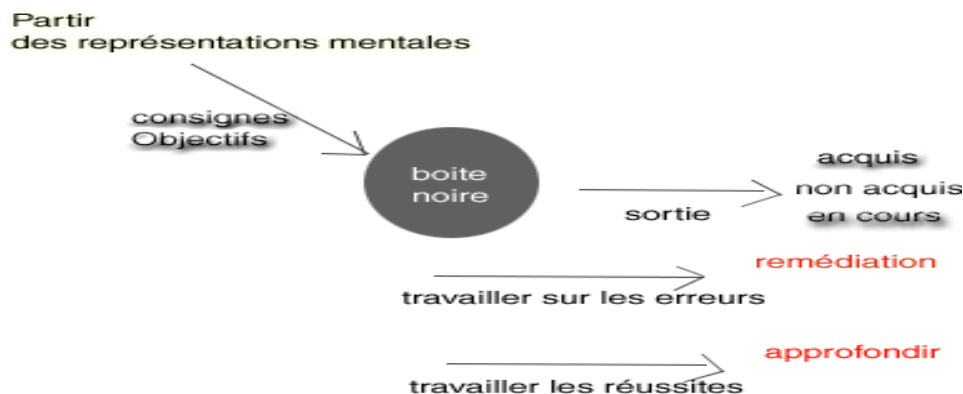 Partir
des représentations mentales
consignes
Objectifs
boite
noire
acquis
non acquis
en cours
sortie
remédiation
travailler sur les erreurs
approfondir
travailler les réussites